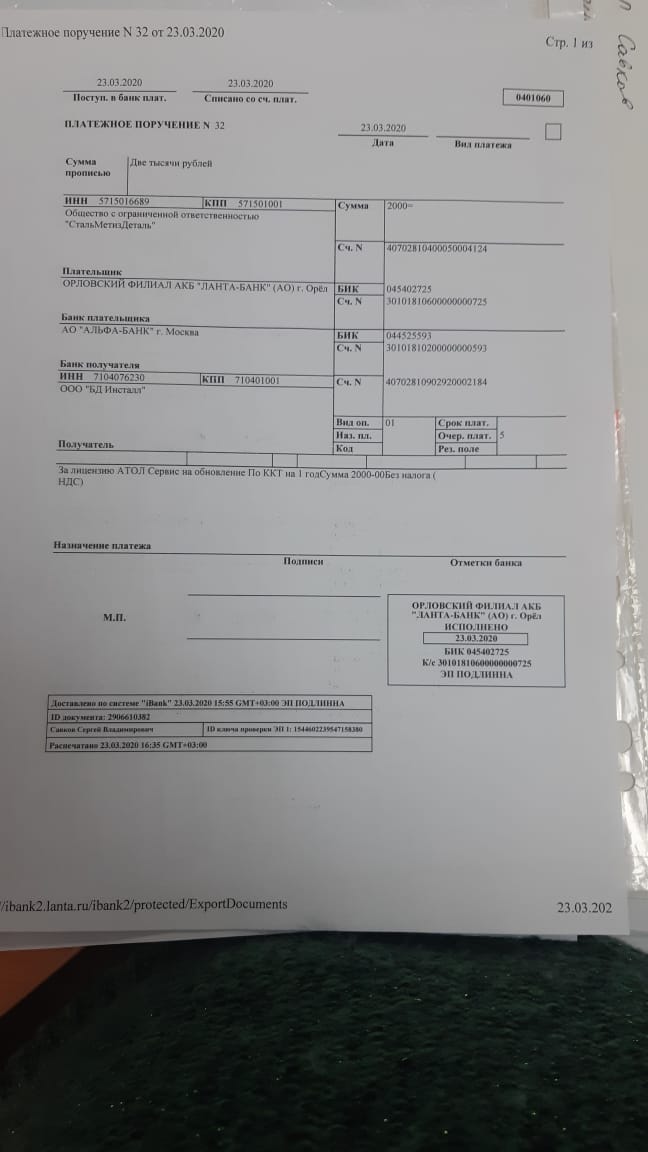 Платежное поручение N 32 от 23.03.2020
Стр. 1 из
Савков
23.03.2020 23.03.2020
Поступ. в банк плат. Списано со сч. плат.
0401060
ПЛАТЕЖНОЕ ПОРУЧЕНИЕ N 32
23.03.2020
Дата Вид платежа
Сумма прописью Две тысячи рублей
ИНН 5715016689 КПП 571501001 Сумма 2000=
Общество с ограниченной ответственностью
"СтальМетизДеталь"
Сч. N 40702810400050004124
Плательщик
ОРЛОВСКИЙ ФИЛИАЛ АКБ "ЛАНТА-БАНК" (АО) г. Орёл БИК 045402725
Сч. N 30101810600000000725
Банк плательщика
АО "АЛЬФА-БАНК" г. Москва БИК 044525593
Сч. N 30101810200000000593
Банк получателя
ИНН 7104076230 КПП 710401001 Сч. N 40702810902920002184
ООО "БД Инсталл"
Вид оп. 01 Срок плат.
Наз. пл. Очер. плат. 5
Получатель Код Рез. поле
За лицензию АТОЛ Сервис на обновление По ККТ на 1 годСумма 2000-00Без налога (
НДС)
Назначение платежа
Подписи Отметки банка
М.П.
ОРЛОВСКИЙ ФИЛИАЛ АКБ
"ЛАНТА-БАНК" (АО) г. Орёл
ИСПОЛНЕНО
23.03.2020
БИК 045402725
К/с 30101810600000000725
ЭП ПОДЛИННА
Доставлено по системе "iBank" 23.03.2020 15:55 GMT+03:00 ЭП ПОДЛИННА
ID документа: 2906610382
Савков Сергей Владимирович ID ключа проверки ЭП 1: 1544602239547158380
Распечатано 23.03.2020 16:35 GMT+03:00
/ibank2.lanta.ru/ibank2/protected/ExportDocuments
23.03.202